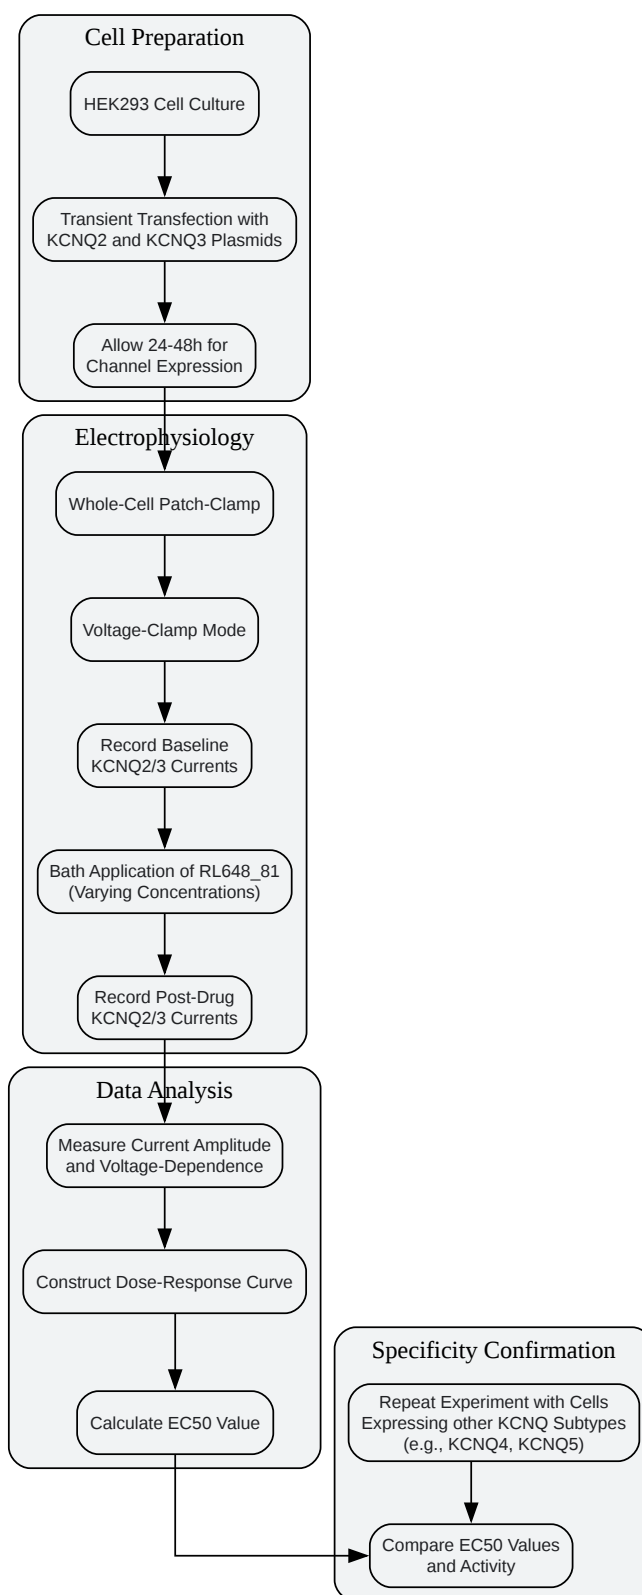 Cell Preparation
HEK293 Cell Culture
Transient Transfection with
KCNQ2 and KCNQ3 Plasmids
Allow 24-48h for
Channel Expression
Electrophysiology
Whole-Cell Patch-Clamp
Voltage-Clamp Mode
Record Baseline
KCNQ2/3 Currents
Bath Application of RL648_81
(Varying Concentrations)
Record Post-Drug
KCNQ2/3 Currents
Data Analysis
Measure Current Amplitude
and Voltage-Dependence
Construct Dose-Response Curve
Calculate EC50 Value
Specificity Confirmation
Repeat Experiment with Cells
Expressing other KCNQ Subtypes
(e.g., KCNQ4, KCNQ5)
Compare EC50 Values
and Activity